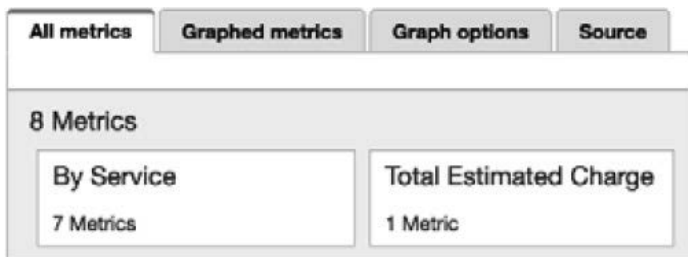 All metrics Graphed metrics Graph options Source
8 Metrics
By Service Total Estimated Charge
7 Metrics 1 Metric